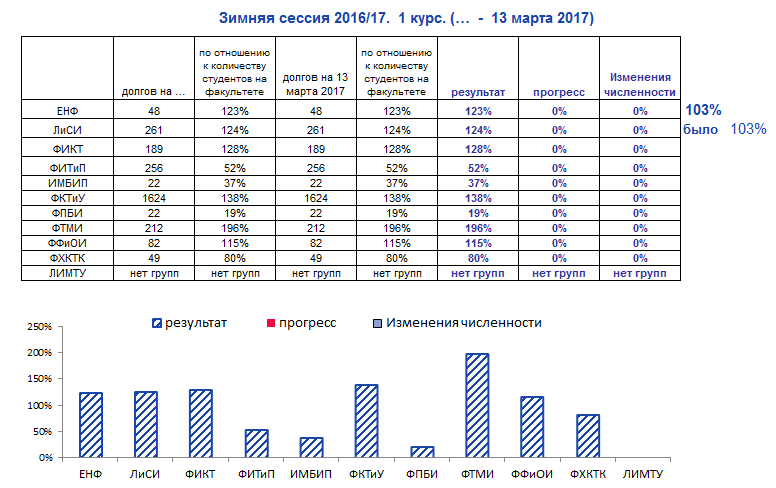 Зимняя сессия 2016/17. 1 курс. (… - 13 марта 2017)
долгов на … по отношению к количеству студентов на факультете долгов на 13 марта 2017 по отношению к количеству студентов на факультете результат прогресс Изменения численности
ЕНФ 48 123% 48 123% 123% 0% 0% 103%
ЛиСИ 261 124% 261 124% 124% 0% 0% было 103%
ФИКТ 189 128% 189 128% 128% 0% 0%
ФИТиП 256 52% 256 52% 52% 0% 0%
ИМБИП 22 37% 22 37% 37% 0% 0%
ФКТиУ 1624 138% 1624 138% 138% 0% 0%
ФПБИ 22 19% 22 19% 19% 0% 0%
ФТМИ 212 196% 212 196% 196% 0% 0%
ФФиОИ 82 115% 82 115% 115% 0% 0%
ФХКТК 49 80% 49 80% 80% 0% 0%
ЛИМТУ нет групп нет групп нет групп нет групп нет групп нет групп нет групп
результат прогресс Изменения численности
250%
200%
150%
100%
50%
0%
ЕНФ ЛиСИ ФИКТ ФИТиП ИМБИП ФКТиУ ФПБИ ФТМИ ФФиОИ ФХКТК ЛИМТУ